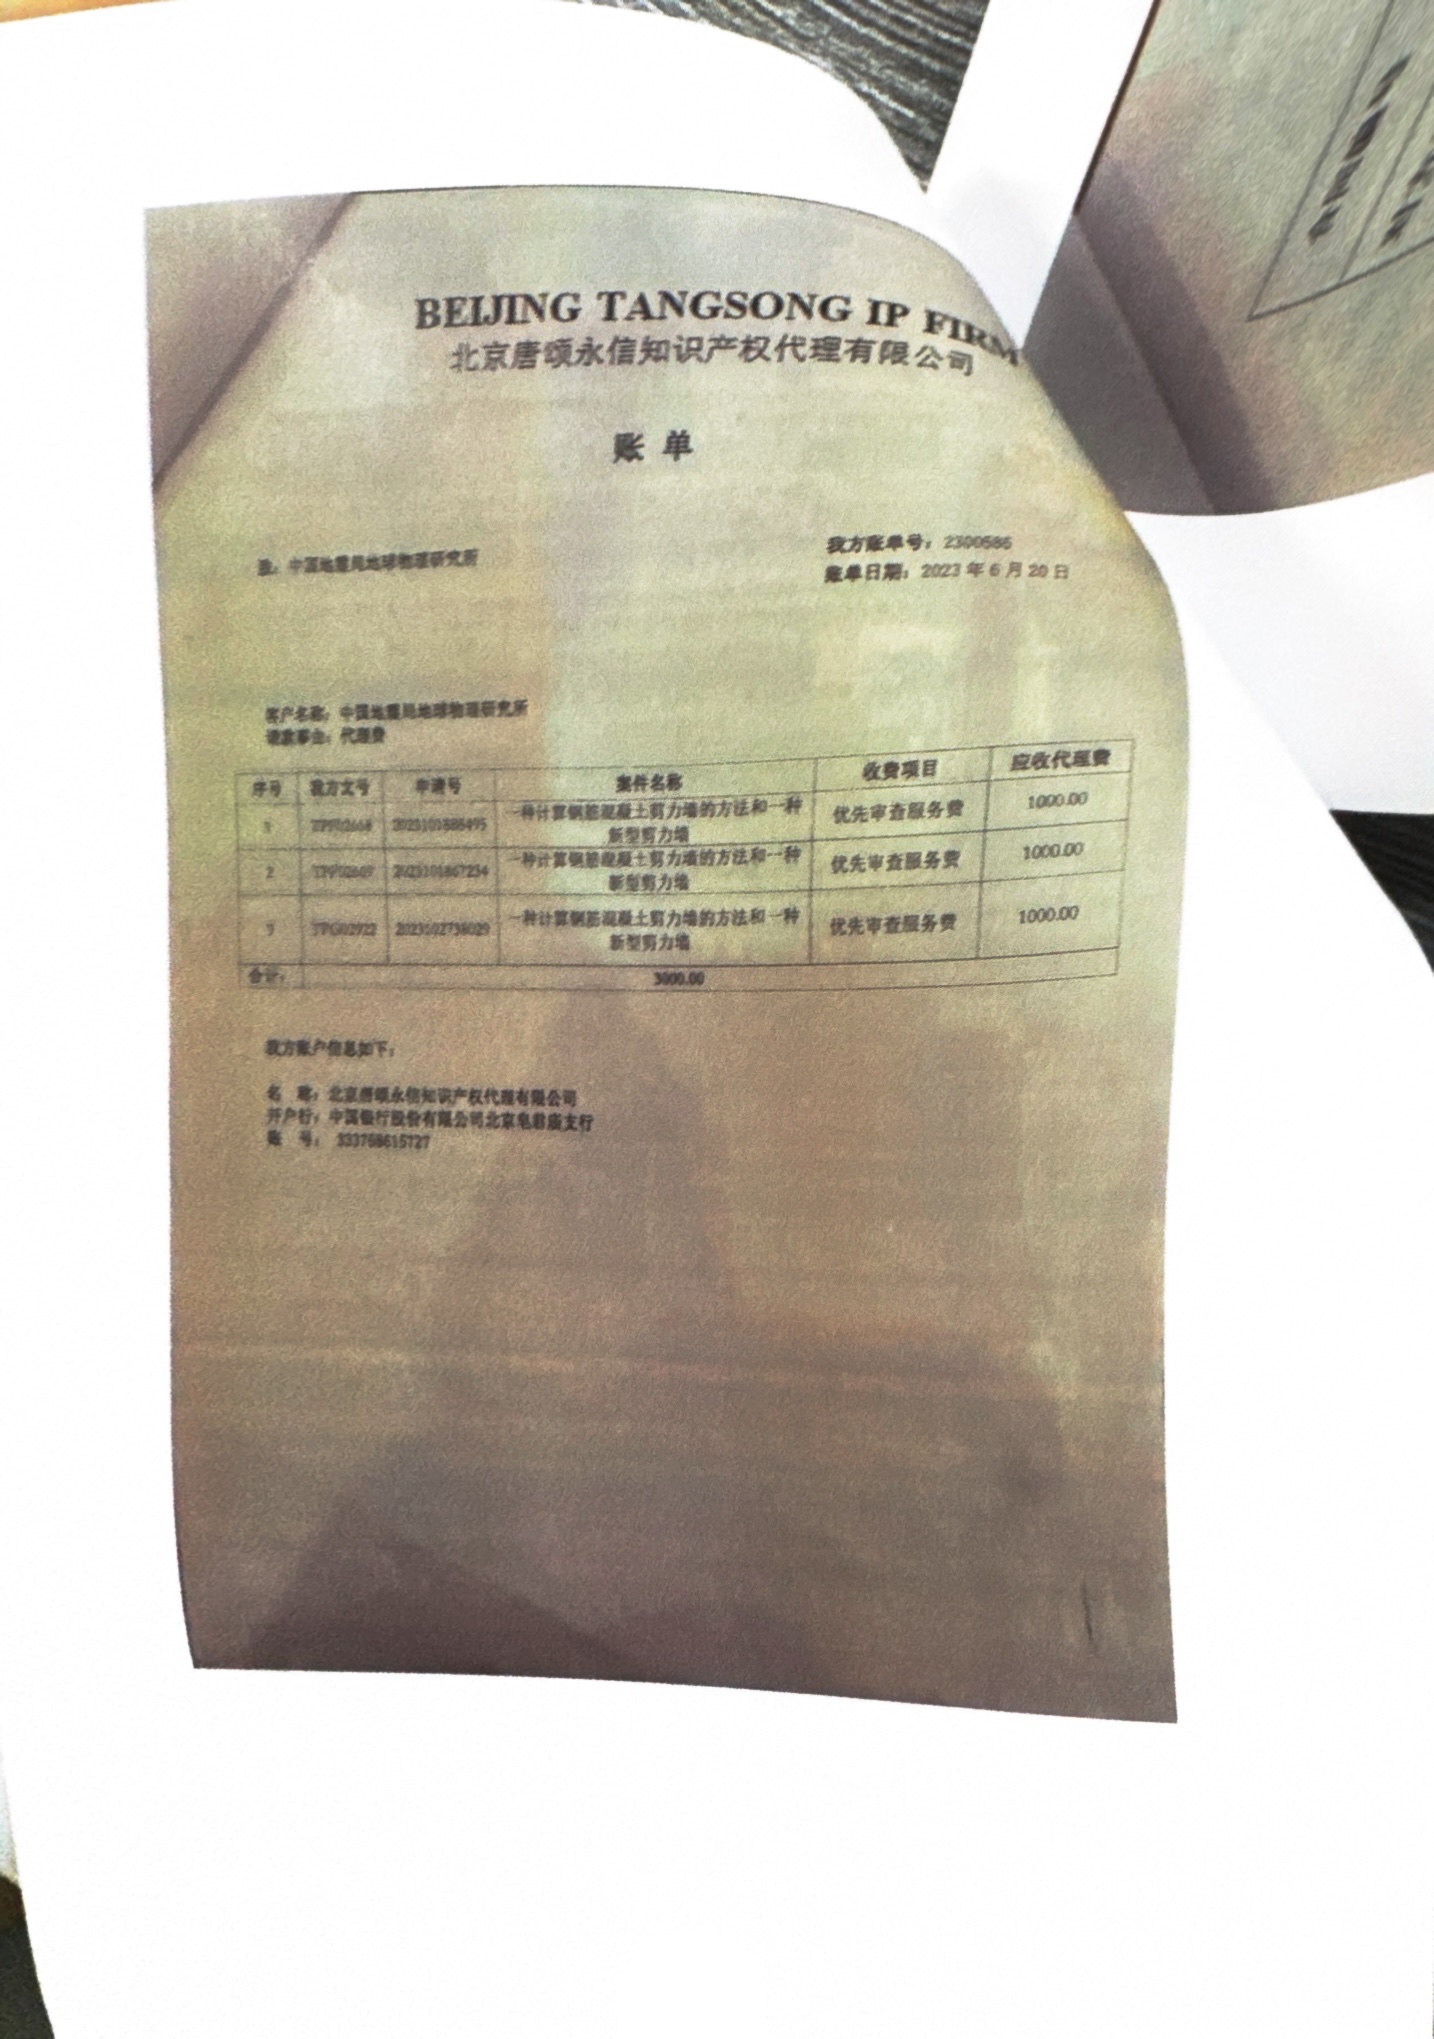 BEIJING TANGSONG IP FIRM
北京唐颂永信知识产权代理有限公司
账 单
致：中国地震局地球物理研究所
我方账单号：2300586
账单日期：2023 年 6 月 20 日
客户名称：中国地震局地球物理研究所
请款事由：代理费
序号 我方文号 申请号 案件名称 收费项目 应收代理费
1 一种计算钢筋混凝土剪力墙的方法和一种 优先审查服务费 1000.00
新型剪力墙
2 一种计算钢筋混凝土剪力墙的方法和一种 优先审查服务费 1000.00
新型剪力墙
3 一种计算钢筋混凝土剪力墙的方法和一种 优先审查服务费 1000.00
新型剪力墙
合计： 3000.00
我方账户信息如下：
名 称：北京唐颂永信知识产权代理有限公司
开户行：中国银行股份有限公司北京皂君庙支行
账 号： 333768615727